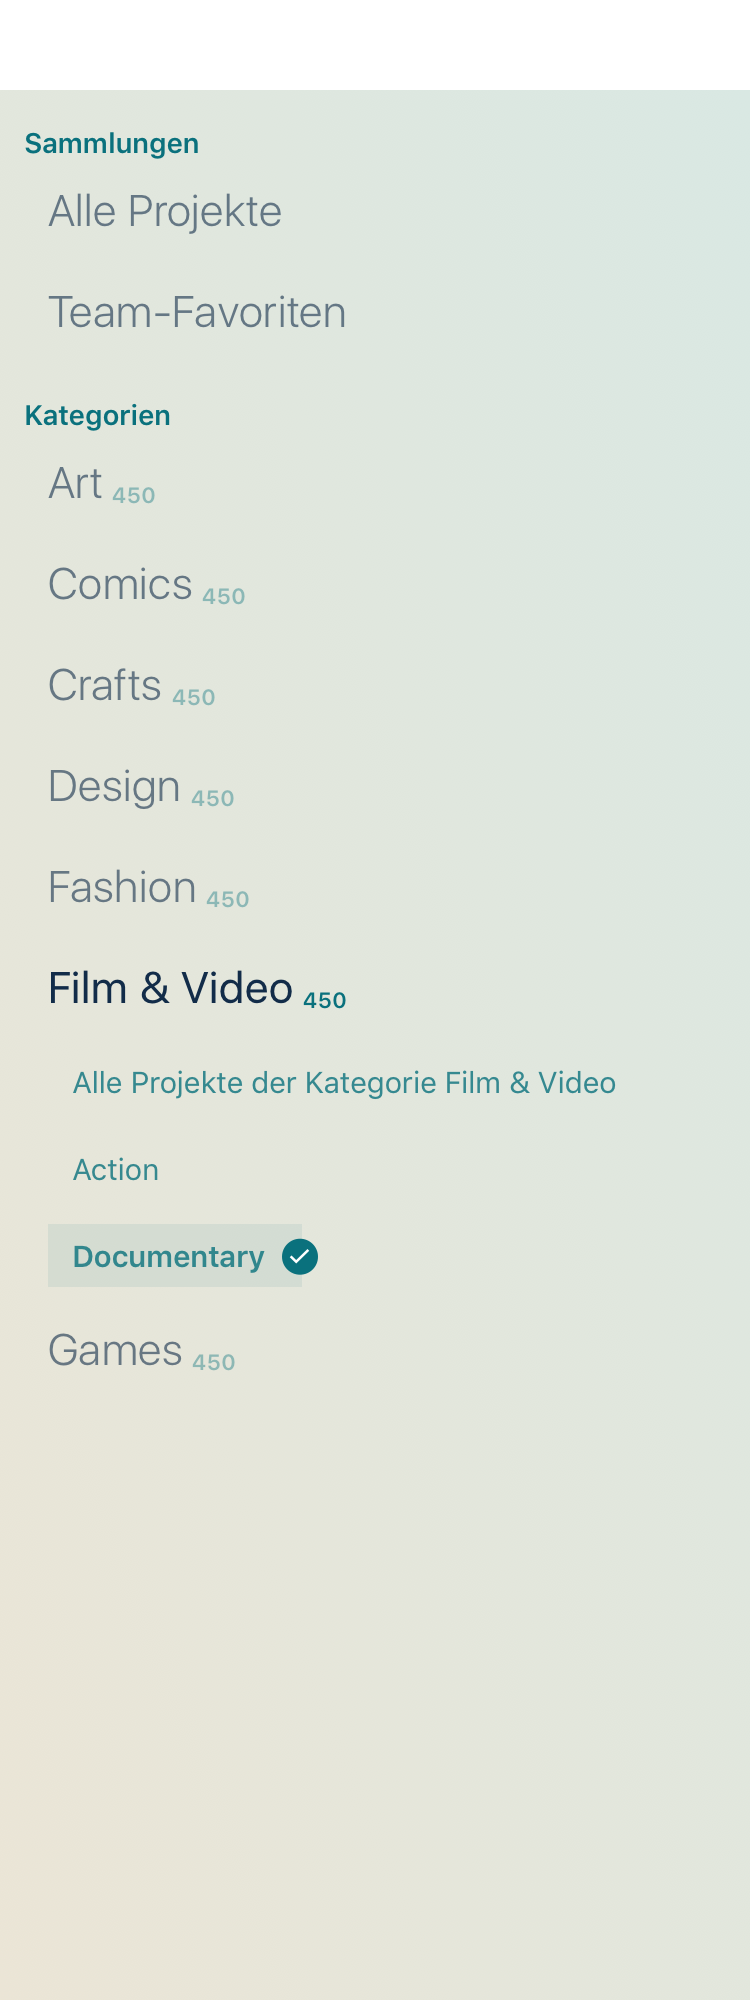 Sammlungen
Alle Projekte
Team-Favoriten
Kategorien
Art 450
Comics 450
Crafts 450
Design 450
Fashion 450
Film & Video 450
Alle Projekte der Kategorie Film & Video
Action
Documentary
Games 450